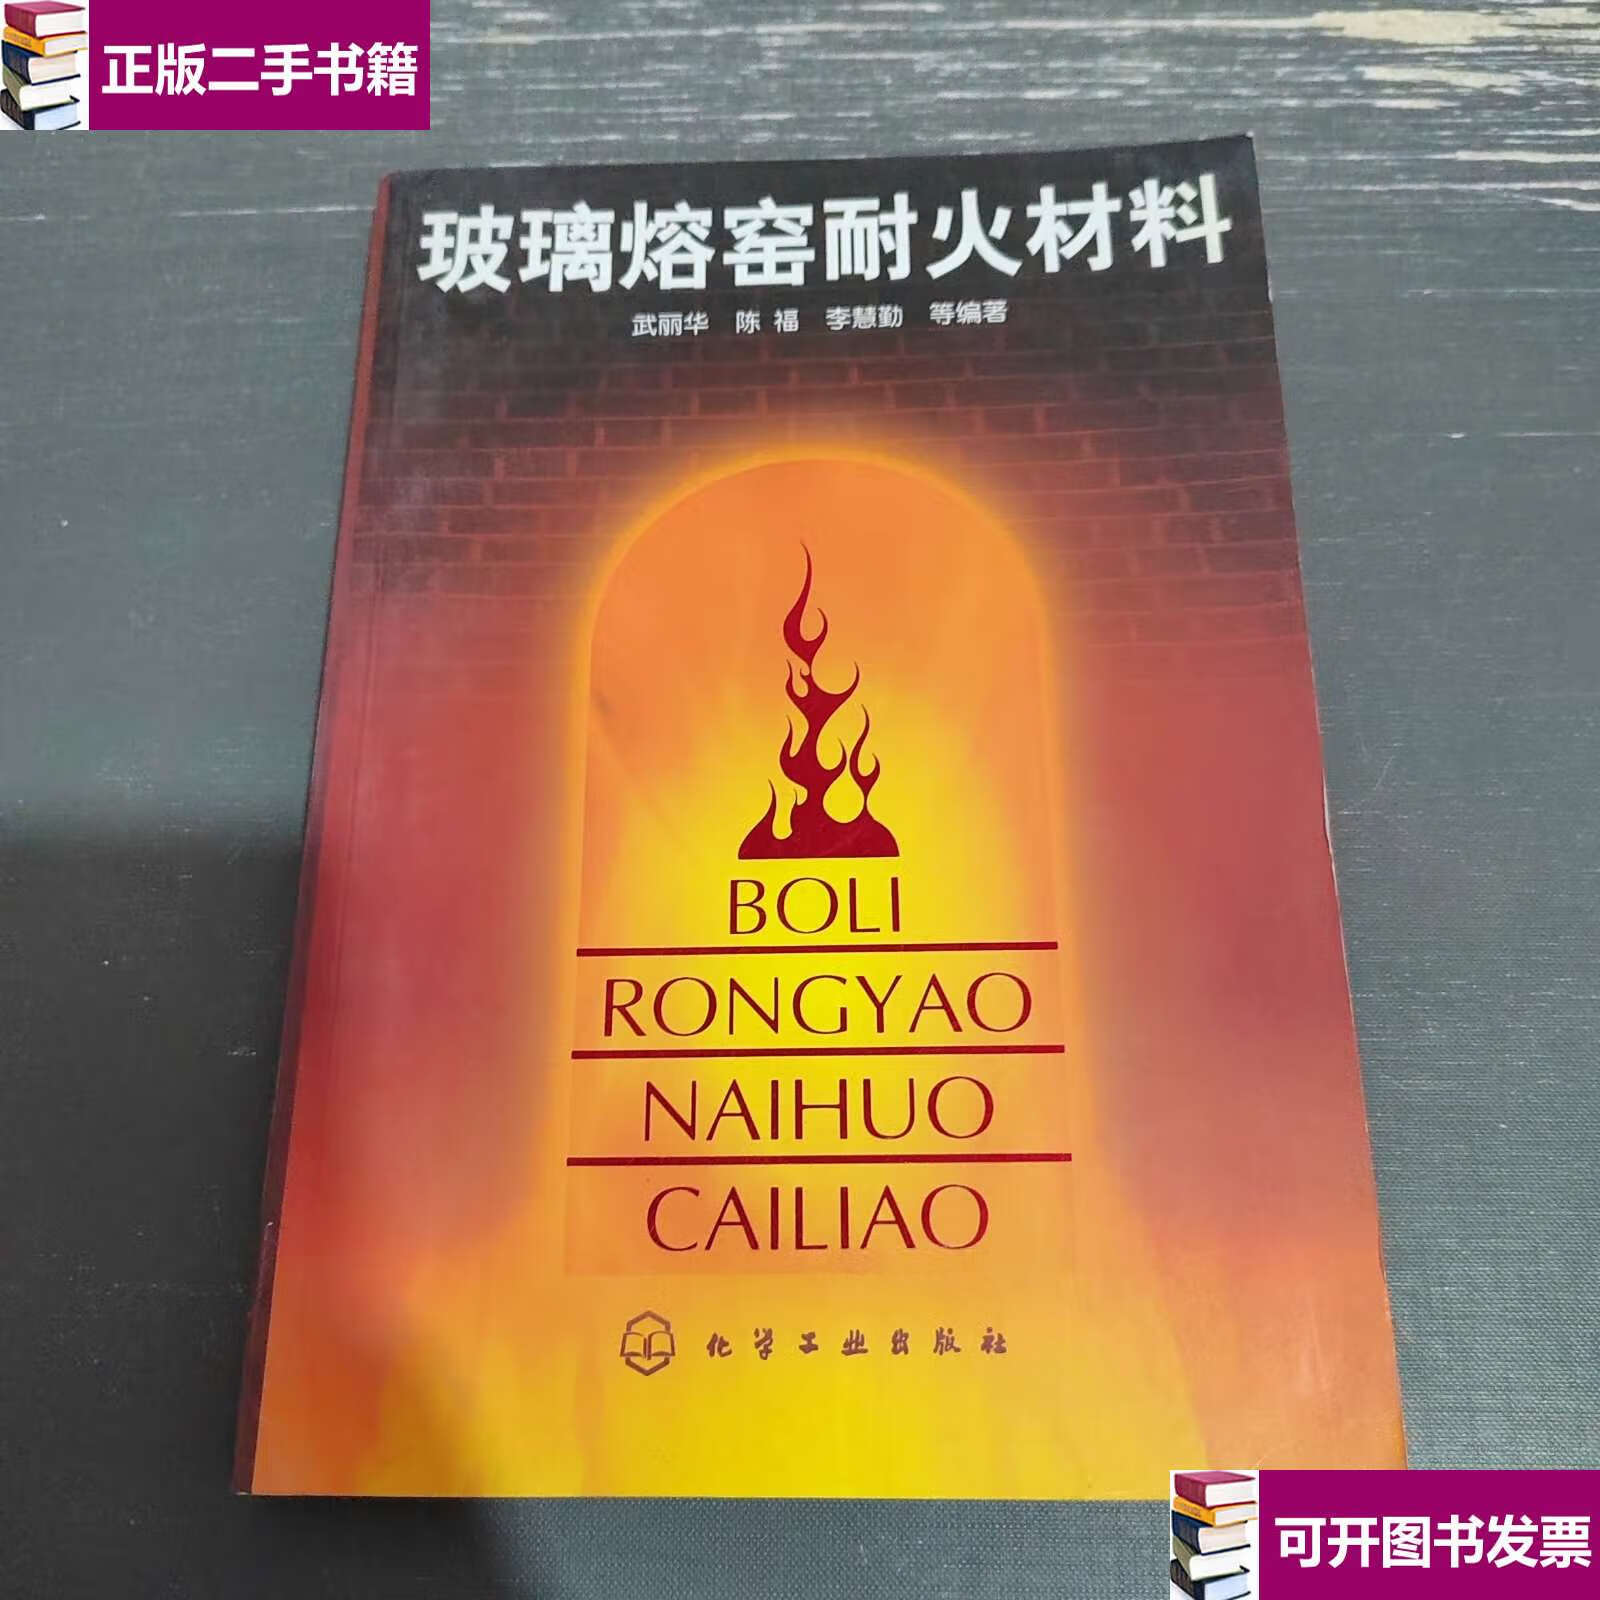 正版二手书籍
玻璃熔窑耐火材料
武丽华 陈福 李慧勤 等编著
BOLI
RONGYAO
NAIHUO
CAILIAO
化学工业出版社
可开图书发票